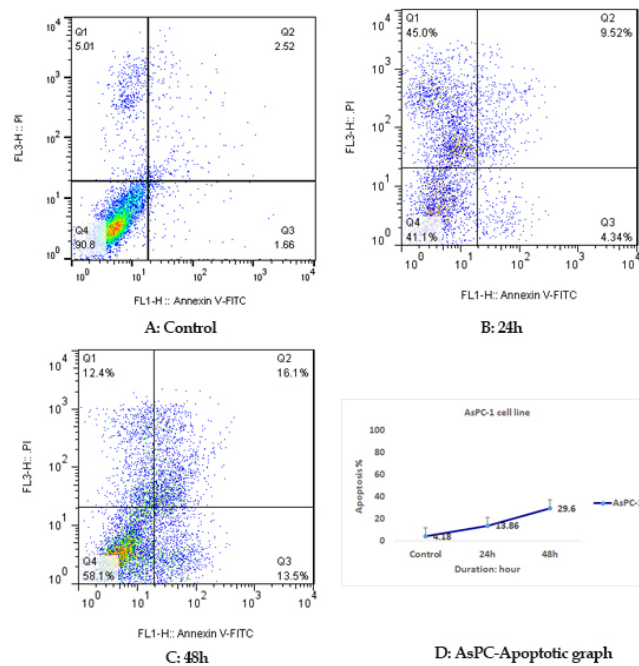 Q1
5.01
Q2
2.52
10⁴
10³
10²
10¹
10⁰
FL3-H :: PI
Q4
90.8
Q3
1.66
10⁰ 10¹ 10² 10³ 10⁴
FL1-H :: Annexin V-FITC
A: Control
Q1
45.0%
Q2
9.52%
10⁴
10³
10²
10¹
10⁰
FL3-H :: PI
Q4
41.1%
Q3
4.34%
10⁰ 10¹ 10² 10³ 10⁴
FL1-H :: Annexin V-FITC
B: 24h
Q1
12.4%
Q2
16.1%
10⁴
10³
10²
10¹
10⁰
FL3-H :: .PI
Q4
58.1%
Q3
13.5%
10⁰ 10¹ 10² 10³ 10⁴
FL1-H :: Annexin V-FITC
C: 48h
AsPC-1 cell line
100
80
60
40
20
0
Apoptosis %
4.18
13.86
29.6
AsPC-1
Control 24h 48h
Duration: hour
D: AsPC-Apoptotic graph